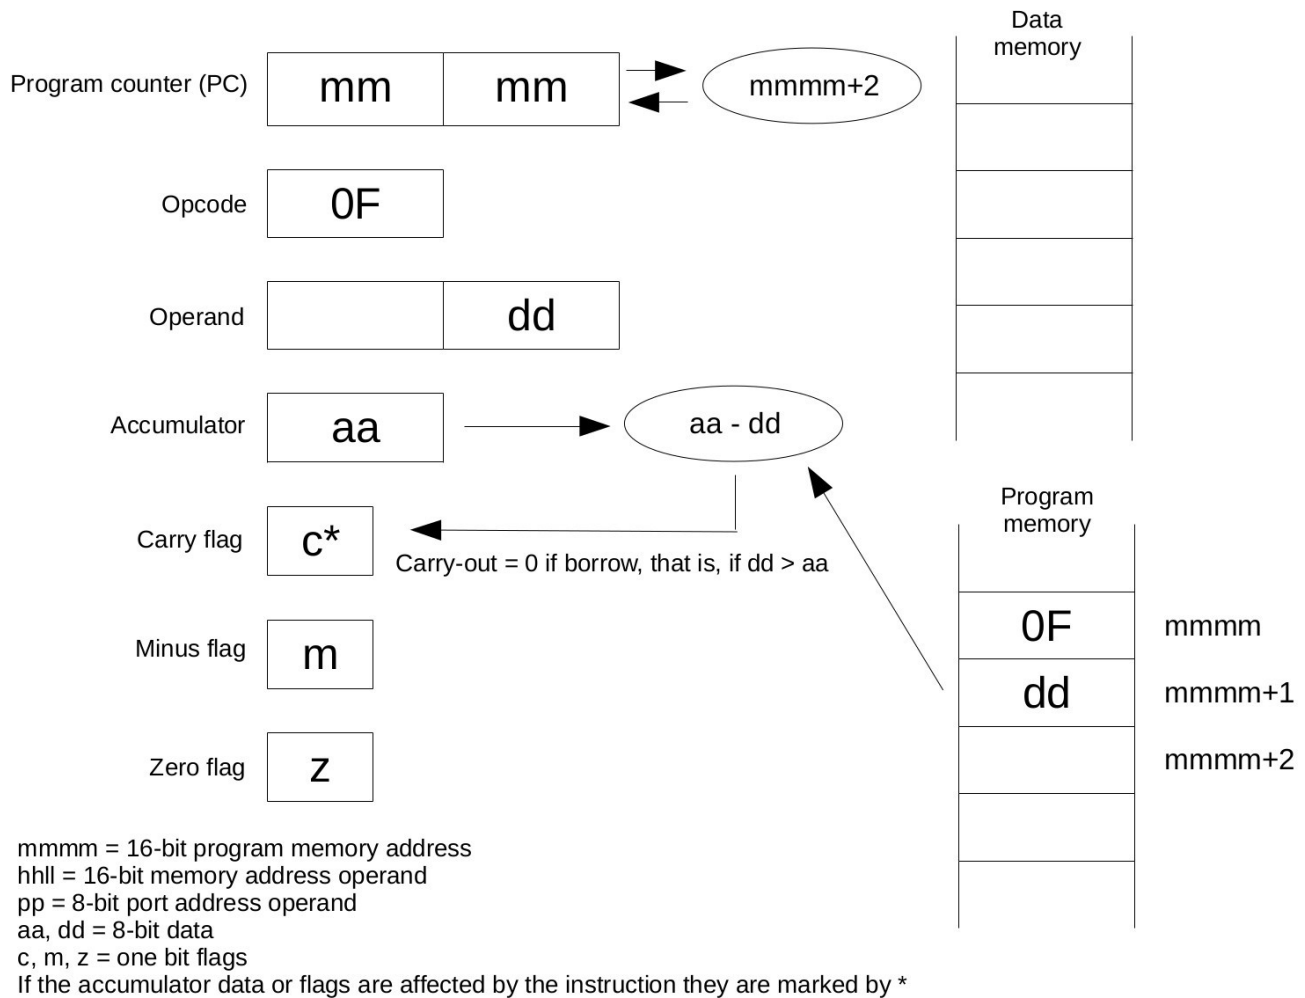 Data
memory
Program counter (PC)
mm
mm
mmmm+2
Opcode
0F
Operand
dd
Accumulator
aa
aa - dd
Program
memory
Carry flag
c*
Carry-out = 0 if borrow, that is, if dd > aa
0F
mmmm
Minus flag
m
dd
mmmm+1
mmmm+2
Zero flag
z
mmmm = 16-bit program memory address
hhll = 16-bit memory address operand
pp = 8-bit port address operand
aa, dd = 8-bit data
c, m, z = one bit flags
If the accumulator data or flags are affected by the instruction they are marked by *